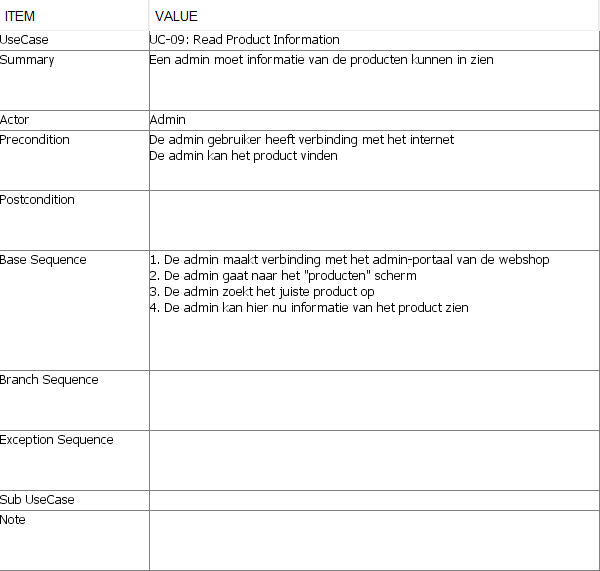 ITEM VALUE
UseCase UC-09: Read Product Information
Summary Een admin moet informatie van de producten kunnen in zien
Actor Admin
Precondition De admin gebruiker heeft verbinding met het internet
De admin kan het product vinden
Postcondition
Base Sequence 1. De admin maakt verbinding met het admin-portaal van de webshop
2. De admin gaat naar het "producten" scherm
3. De admin zoekt het juiste product op
4. De admin kan hier nu informatie van het product zien
Branch Sequence
Exception Sequence
Sub UseCase
Note